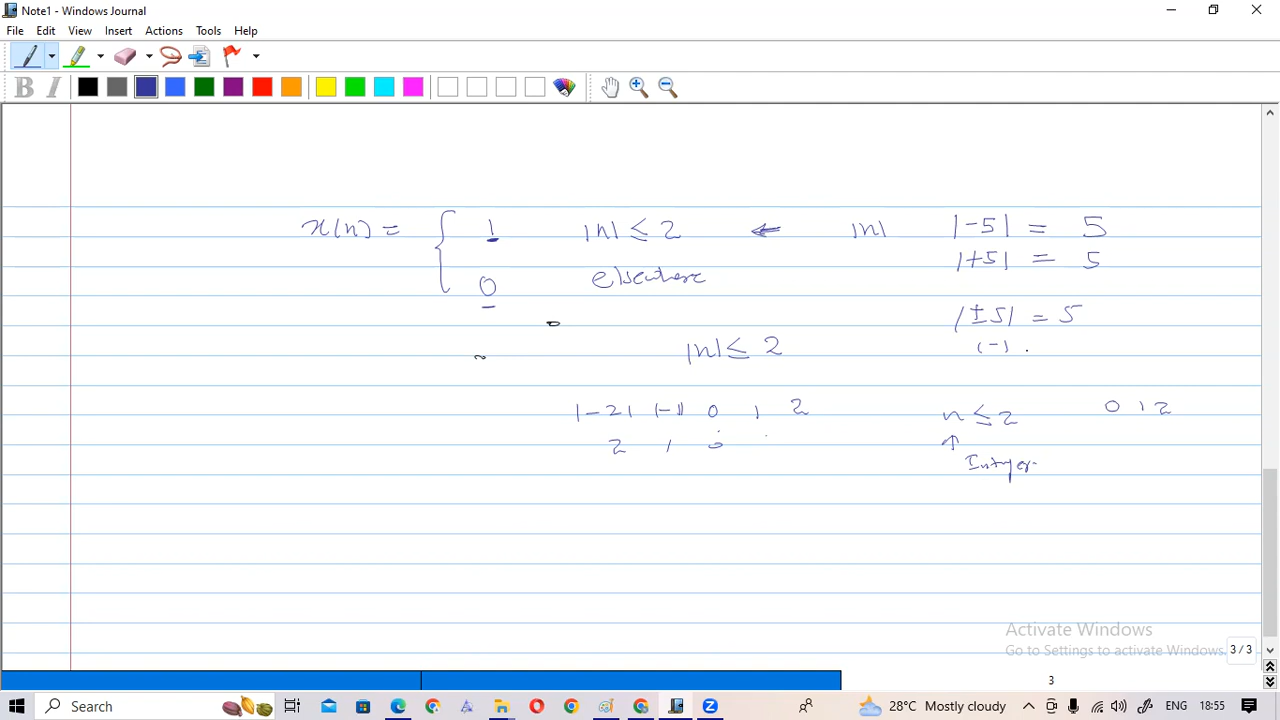 Note1 - Windows Journal
File Edit View Insert Actions Tools Help
B I
x(n) = { 1 |n| ≤ 2 ← |n| |-5| = 5
|+5| = 5
0 elsewhere
|±5| = 5
|n| ≤ 2 (-) .
|-2| |-1| 0 1 2 n ≤ 2 0 1 2
2 1 0 ↑
Integer
Activate Windows
Go to Settings to activate Windows.
3 / 3
3
Search 28°C Mostly cloudy ENG 18:55